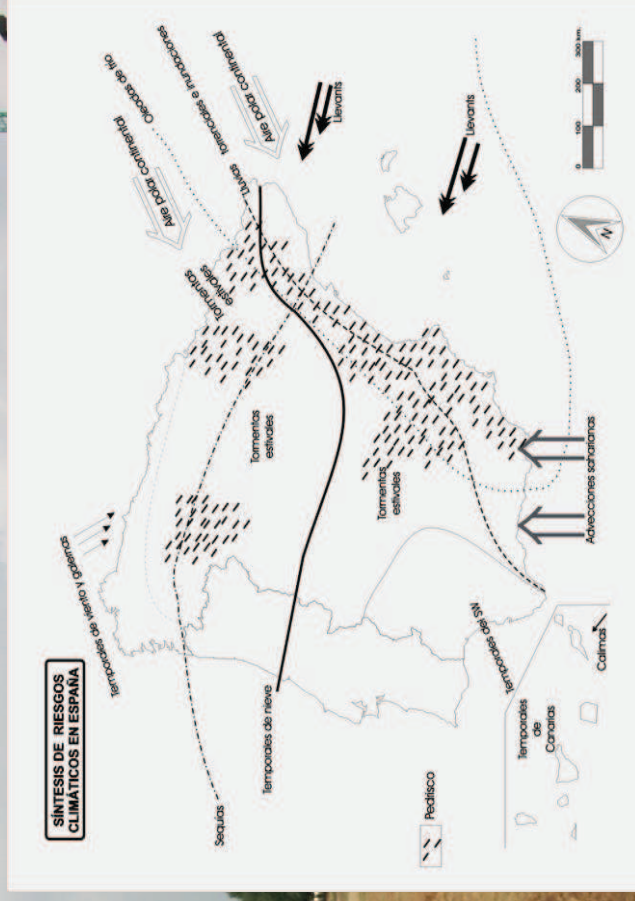 SÍNTESIS DE RIESGOS
CLIMÁTICOS EN ESPAÑA
Temporales de viento y galernas
Aire polar continental
Oleadas de frío
Lluvias torrenciales e inundaciones
Aire polar continental
Tormentas
estivales
Llevants
Sequías
Tormentas
estivales
Temporales de nieve
Tormentas
estivales
Llevants
Pedrisco
Temporales del SW
Temporales
de
Canarias
Calimas
Advecciones saharianas
N
0 100 200 300 km.